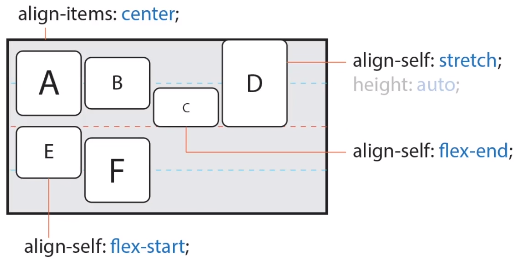 align-items: center;
A
B
C
D
align-self: stretch;
height: auto;
E
F
align-self: flex-end;
align-self: flex-start;